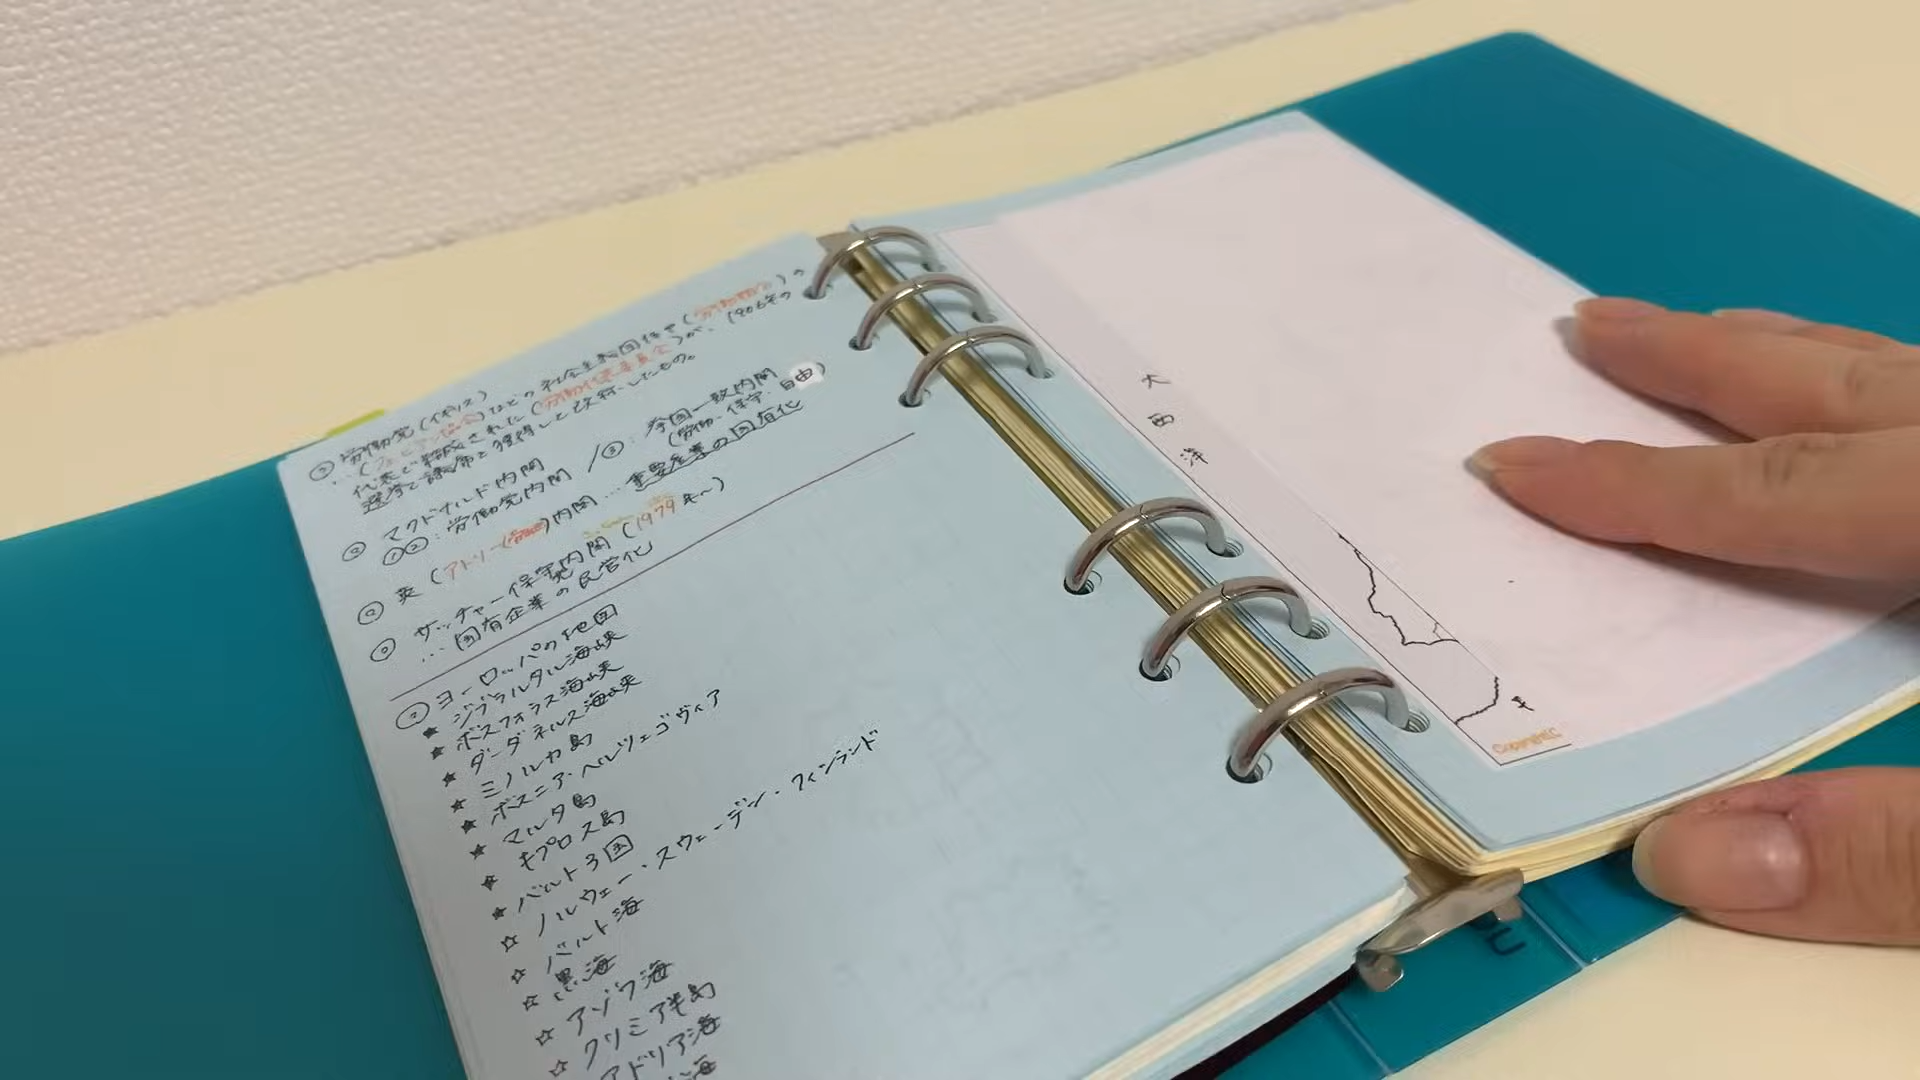 労働党(イギリス)
…(フェビアン協会)などの社会主義団体や(労働組合)の
代表で結成された(労働代表委員会)が、1906年の
選挙で議席を獲得して改称したもの。
マクドナルド内閣
①②:労働党内閣 / ③:挙国一致内閣
(労働・保守・自由)
英(アトリー(労働党)内閣…重要産業の国有化
サッチャー保守党内閣(1979年〜)
…国有企業の民営化
ヨーロッパの地図
★ ジブラルタル海峡
★ ボスフォラス海峡
★ ダーダネルス海峡
★ ミノルカ島
★ ボスニア・ヘルツェゴヴィア
★ マルタ島
★ キプロス島
★ バルト3国
☆ ノルウェー・スウェーデン・フィンランド
☆ バルト海
☆ 黒海
☆ アゾフ海
☆ クリミア半島
アドリア海
海
大西洋
Copyright